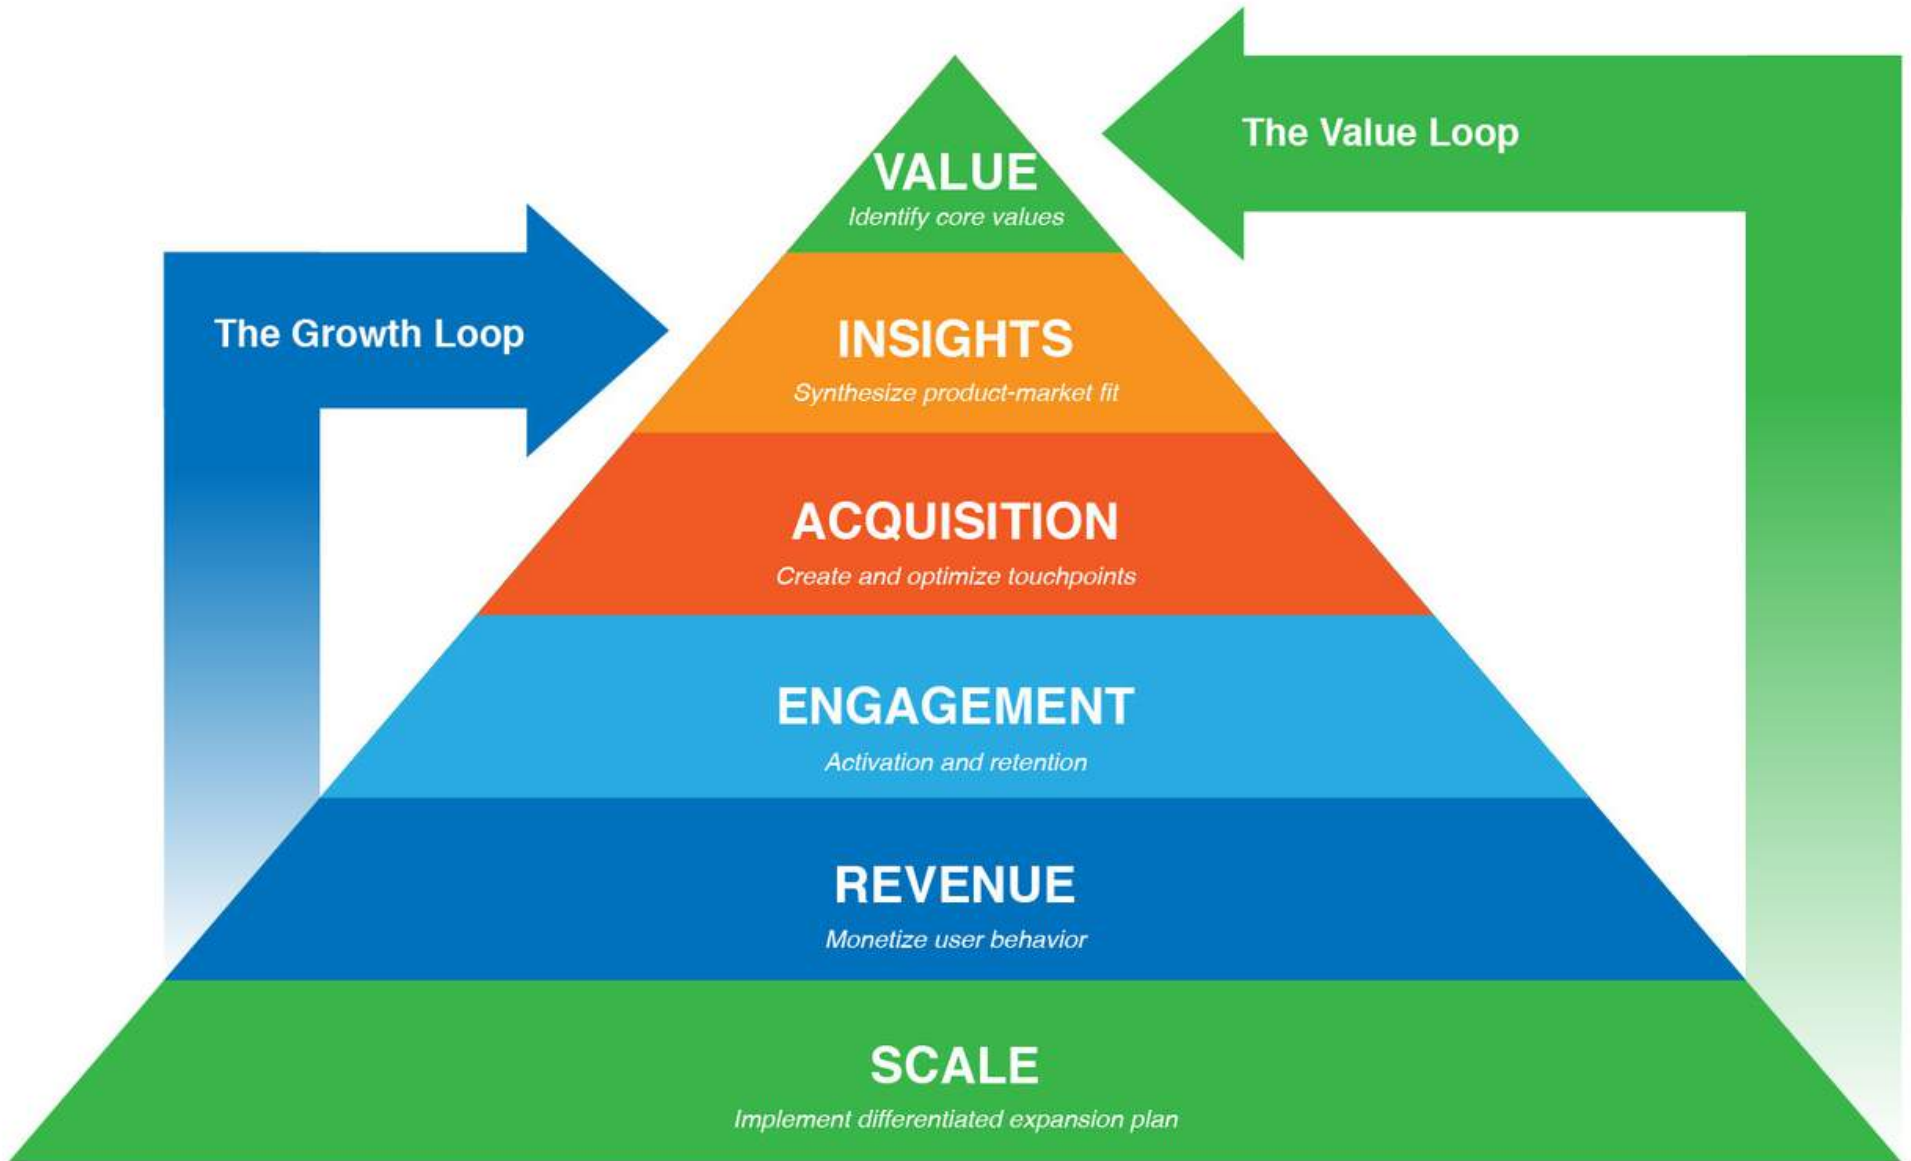 The Value Loop
VALUE
Identify core values
The Growth Loop
INSIGHTS
Synthesize product-market fit
ACQUISITION
Create and optimize touchpoints
ENGAGEMENT
Activation and retention
REVENUE
Monetize user behavior
SCALE
Implement differentiated expansion plan